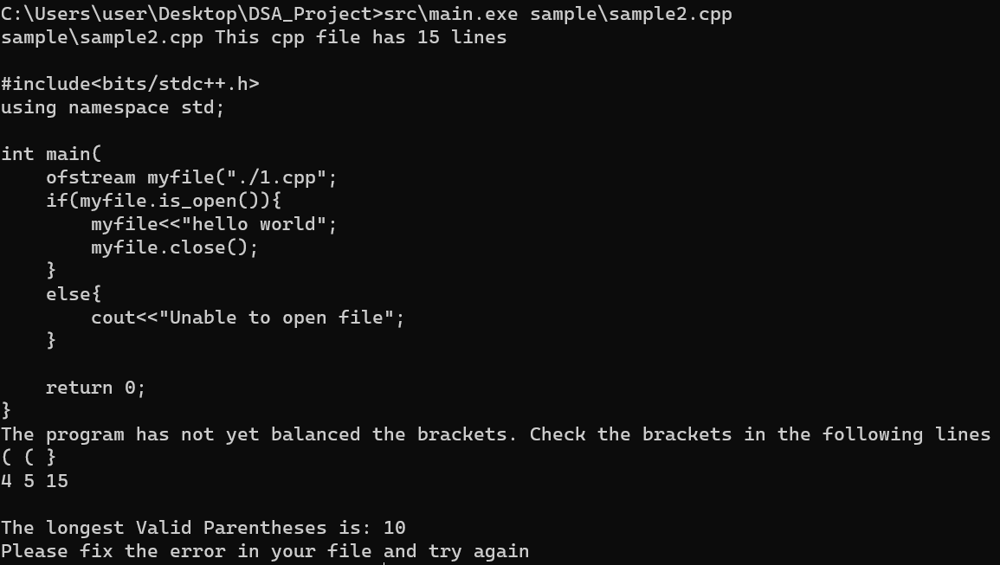 C:\Users\user\Desktop\DSA_Project>src\main.exe sample\sample2.cpp
sample\sample2.cpp This cpp file has 15 lines

#include<bits/stdc++.h>
using namespace std;

int main(
    ofstream myfile("./1.cpp";
    if(myfile.is_open()){
        myfile<<"hello world";
        myfile.close();
    }
    else{
        cout<<"Unable to open file";
    }

    return 0;
}
The program has not yet balanced the brackets. Check the brackets in the following lines
( ( }
4 5 15

The longest Valid Parentheses is: 10
Please fix the error in your file and try again